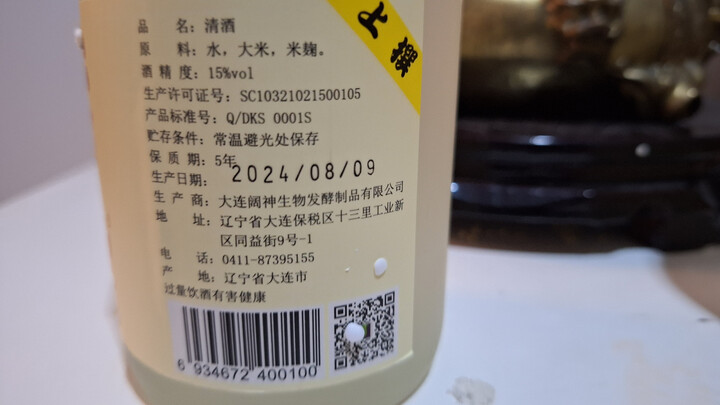 上撰
品 名：清酒
原 料：水，大米，米麹。
酒 精 度：15%vol
生产许可证号：SC10321021500105
产品标准号：Q/DKS 0001S
贮存条件：常温避光处保存
保 质 期：5年
生产日期：2024/08/09
生 产 商：大连阔神生物发酵制品有限公司
地 址：辽宁省大连保税区十三里工业新
区同益街9号-1
电 话：0411-87395155
产 地：辽宁省大连市
过量饮酒有害健康
6 934672 400100